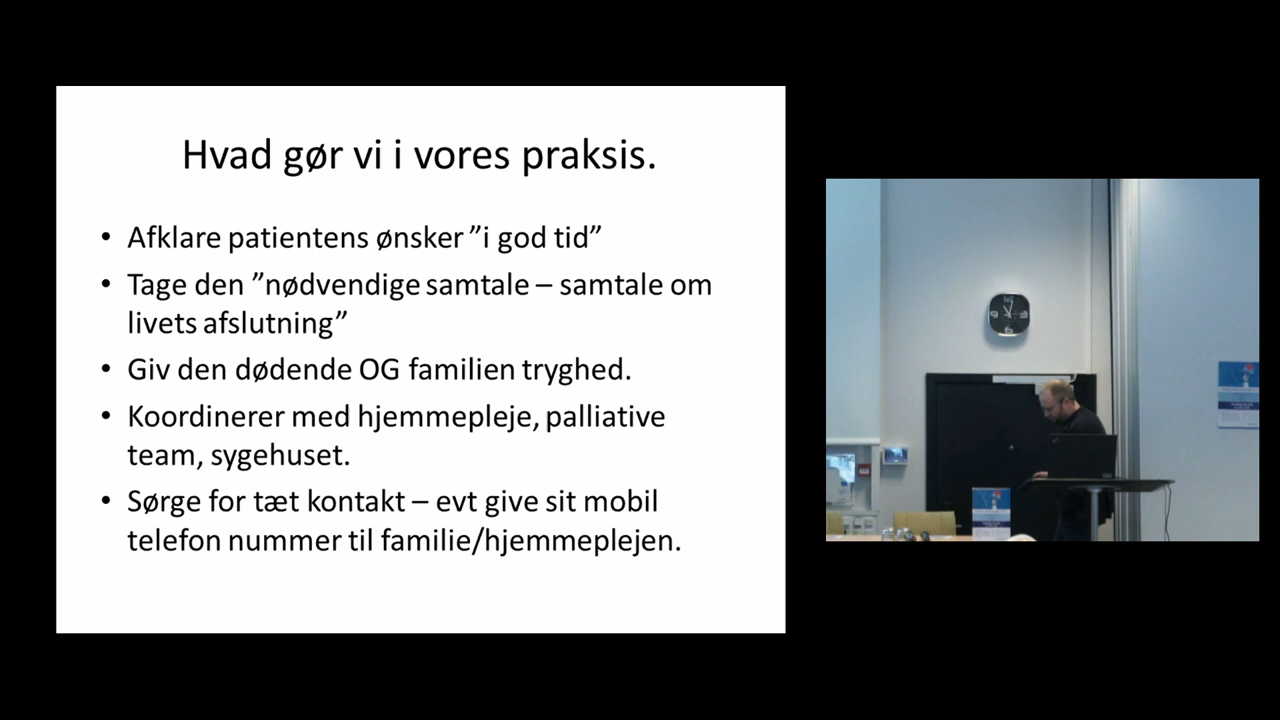 Hvad gør vi i vores praksis.
• Afklare patientens ønsker ”i god tid”
• Tage den ”nødvendige samtale – samtale om
livets afslutning”
• Giv den dødende OG familien tryghed.
• Koordinerer med hjemmepleje, palliative
team, sygehuset.
• Sørge for tæt kontakt – evt give sit mobil
telefon nummer til familie/hjemmeplejen.